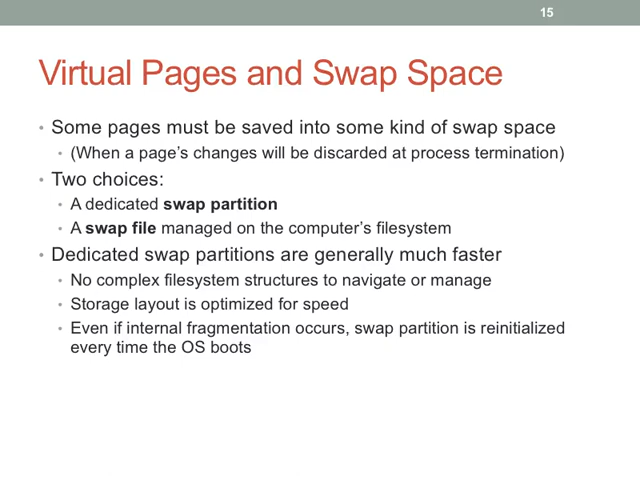 15
Virtual Pages and Swap Space
• Some pages must be saved into some kind of swap space
• (When a page's changes will be discarded at process termination)
• Two choices:
• A dedicated swap partition
• A swap file managed on the computer's filesystem
• Dedicated swap partitions are generally much faster
• No complex filesystem structures to navigate or manage
• Storage layout is optimized for speed
• Even if internal fragmentation occurs, swap partition is reinitialized
every time the OS boots